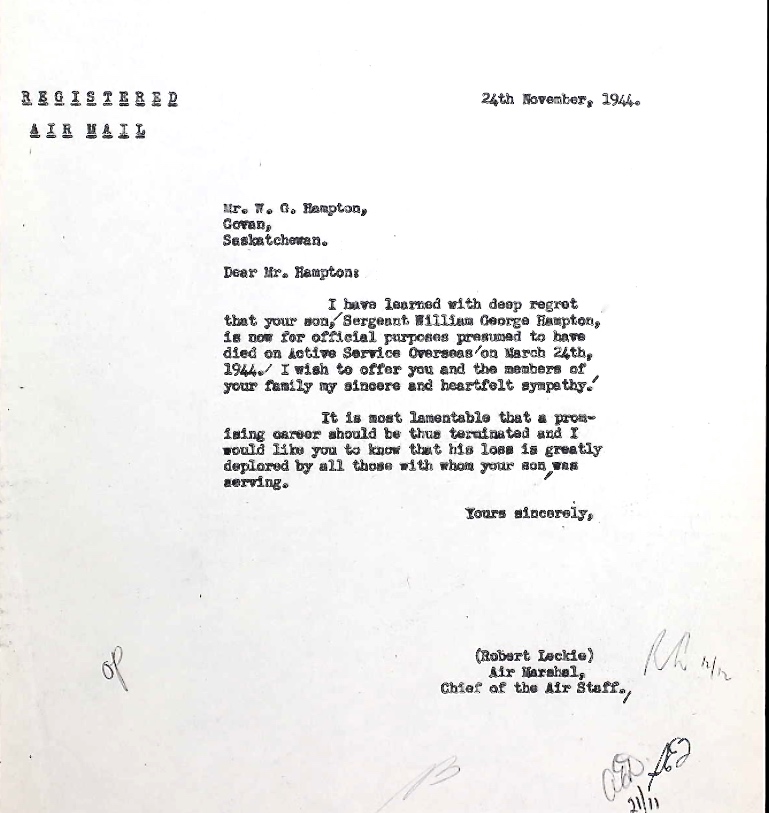 REGISTERED
24th November, 1944.
AIR MAIL
Mr. W. G. Hampton,
Govan,
Saskatchewan.
Dear Mr. Hampton:
I have learned with deep regret
that your son, Sergeant William George Hampton,
is now for official purposes presumed to have
died on Active Service Overseas on March 24th,
1944. I wish to offer you and the members of
your family my sincere and heartfelt sympathy.
It is most lamentable that a prom-
ising career should be thus terminated and I
would like you to know that his loss is greatly
deplored by all those with whom your son was
serving.
Yours sincerely,
(Robert Leckie)
Air Marshal,
Chief of the Air Staff.
21/11